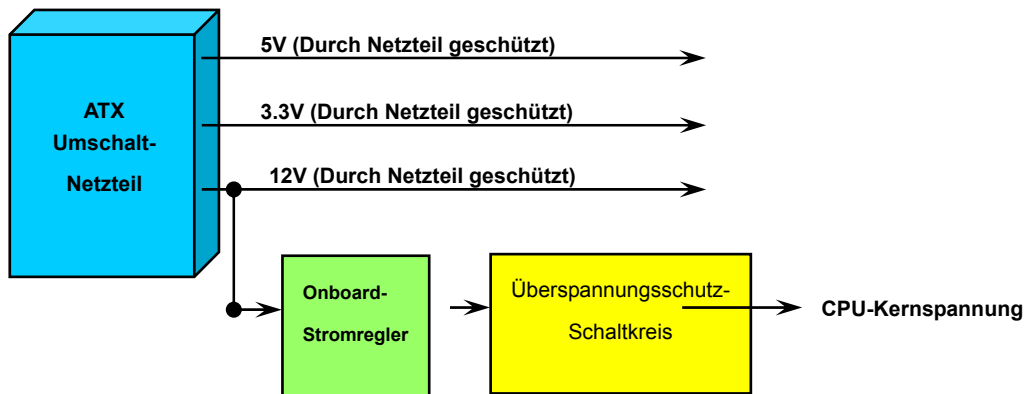 5V (Durch Netzteil geschützt)
ATX
Umschalt-
Netzteil
3.3V (Durch Netzteil geschützt)
12V (Durch Netzteil geschützt)
Onboard-
Stromregler
Überspannungsschutz-
Schaltkreis
CPU-Kernspannung